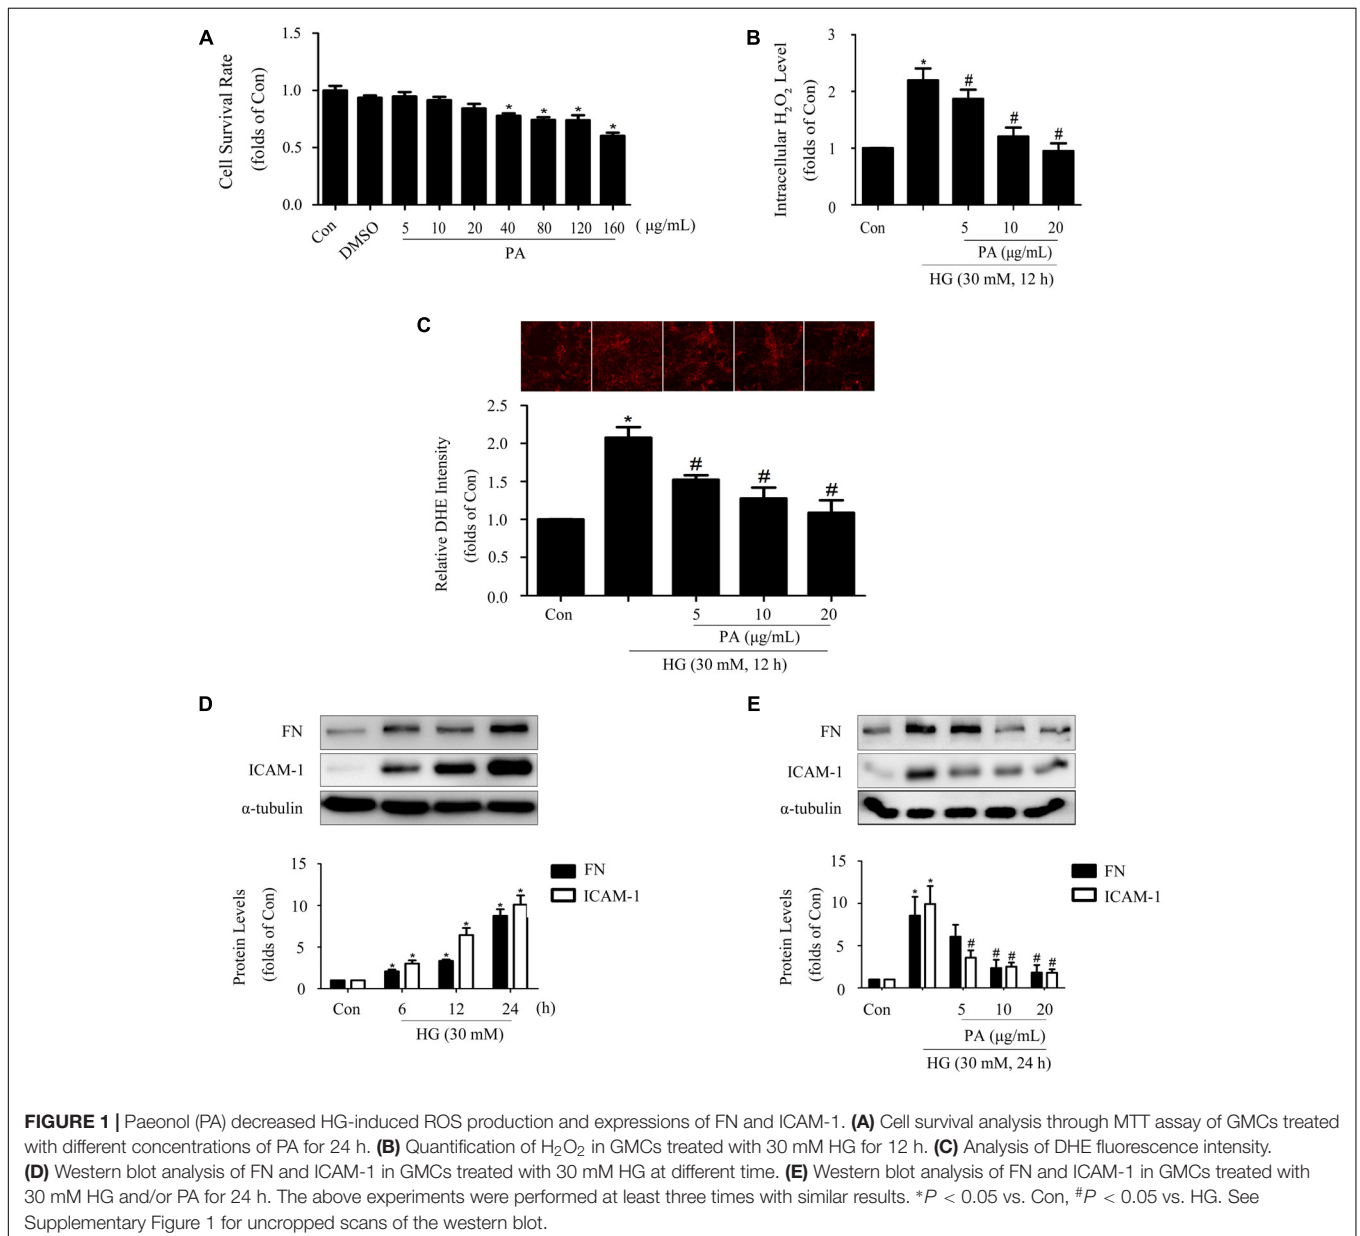 A
1.5
1.0
0.5
0.0
Cell Survival Rate
(folds of Con)
* * * *
Con DMSO 5 10 20 40 80 120 160 ( μg/mL)
PA
B
3
2
1
0
Intracellular H₂O₂ Level
(folds of Con)
* # # #
Con 5 10 20
PA (μg/mL)
HG (30 mM, 12 h)
C
2.5
2.0
1.5
1.0
0.5
0.0
Relative DHE Intensity
(folds of Con)
* # # #
Con 5 10 20
PA (μg/mL)
HG (30 mM, 12 h)
D
FN
ICAM-1
α-tubulin
15
10
5
0
Protein Levels
(folds of Con)
* * * * * *
FN
ICAM-1
Con 6 12 24 (h)
HG (30 mM)
E
FN
ICAM-1
α-tubulin
15
10
5
0
Protein Levels
(folds of Con)
* * # # # # #
FN
ICAM-1
Con 5 10 20
PA (μg/mL)
HG (30 mM, 24 h)
FIGURE 1 | Paeonol (PA) decreased HG-induced ROS production and expressions of FN and ICAM-1. (A) Cell survival analysis through MTT assay of GMCs treated
with different concentrations of PA for 24 h. (B) Quantification of H₂O₂ in GMCs treated with 30 mM HG for 12 h. (C) Analysis of DHE fluorescence intensity.
(D) Western blot analysis of FN and ICAM-1 in GMCs treated with 30 mM HG at different time. (E) Western blot analysis of FN and ICAM-1 in GMCs treated with
30 mM HG and/or PA for 24 h. The above experiments were performed at least three times with similar results. *P < 0.05 vs. Con, #P < 0.05 vs. HG. See
Supplementary Figure 1 for uncropped scans of the western blot.